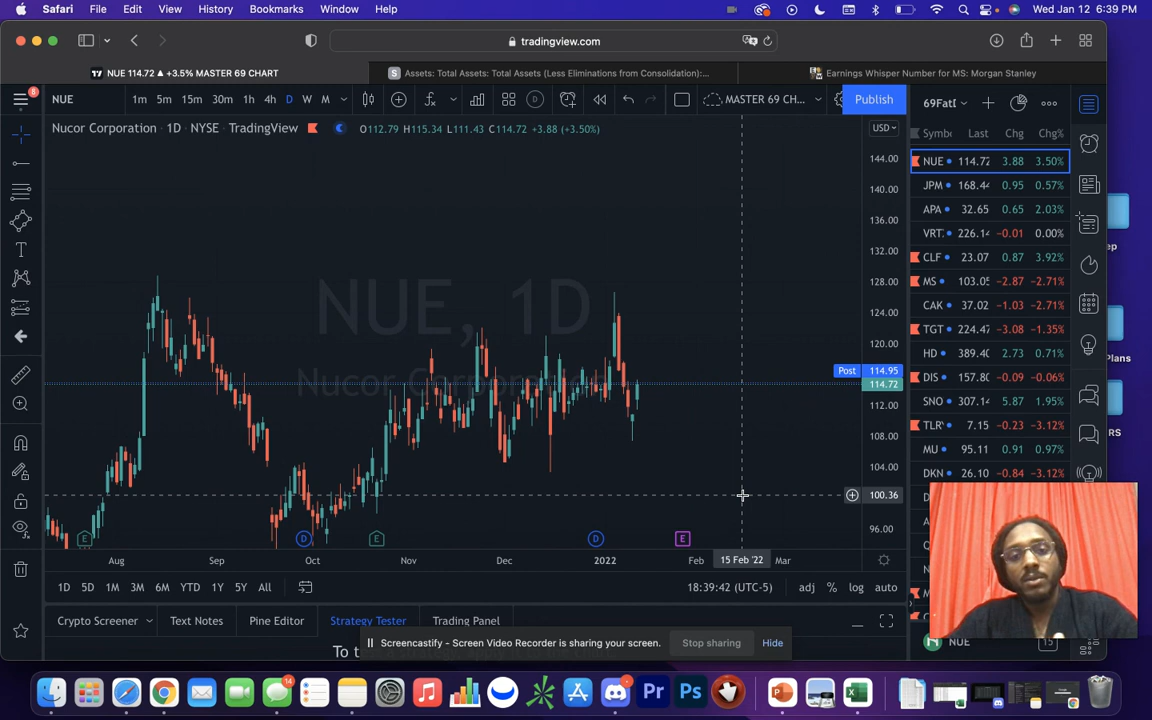 Safari File Edit View History Bookmarks Window Help Wed Jan 12 6:39 PM
tradingview.com
NUE 114.72 ▲ +3.5% MASTER 69 CHART
Assets: Total Assets: Total Assets (Less Eliminations from Consolidation):...
Earnings Whisper Number for MS: Morgan Stanley
8
NUE 1m 5m 15m 30m 1h 4h D W M MASTER 69 CH... Publish 69Fatl
Nucor Corporation · 1D · NYSE · TradingView O112.79 H115.34 L111.43 C114.72 +3.88 (+3.50%)
USD
Symb Last Chg Chg%
NUE 114.72 3.88 3.50%
JPM 168.44 0.95 0.57%
APA 32.65 0.65 2.03%
VRT. 226.14 −0.01 0.00%
CLF 23.07 0.87 3.92%
MS 103.05 −2.87 −2.71%
CAK 37.02 −1.03 −2.71%
TGT 224.47 −3.08 −1.35%
HD 389.40 2.73 0.71%
DIS 157.80 −0.09 −0.06%
SNO 307.14 5.87 1.95%
TLR 7.15 −0.23 −3.12%
MU 95.11 0.91 0.97%
DKN 26.10 −0.84 −3.12%
144.00
140.00
136.00
132.00
128.00
124.00
120.00
Post 114.95
114.72
112.00
108.00
104.00
100.36
96.00
NUE, 1D
Nucor Corporation
E D E D E
Aug Sep Oct Nov Dec 2022 Feb 15 Feb '22 Mar
1D 5D 1M 3M 6M YTD 1Y 5Y All 18:39:42 (UTC-5) adj % log auto
Crypto Screener Text Notes Pine Editor Strategy Tester Trading Panel
To t
Screencastify - Screen Video Recorder is sharing your screen. Stop sharing Hide
NUE 15
ep
Plans
RS
14
Pr Ps